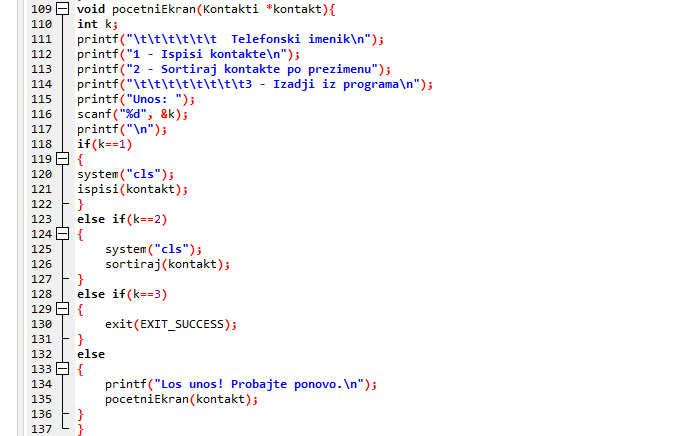 109 void pocetniEkran(Kontakti *kontakt){
110 int k;
111 printf("\t\t\t\t\t\t  Telefonski imenik\n");
112 printf("1 - Ispisi kontakte\n");
113 printf("2 - Sortiraj kontakte po prezimenu");
114 printf("\t\t\t\t\t\t\t\t3 - Izadji iz programa\n");
115 printf("Unos: ");
116 scanf("%d", &k);
117 printf("\n");
118 if(k==1)
119 {
120 system("cls");
121 ispisi(kontakt);
122 }
123 else if(k==2)
124 {
125     system("cls");
126     sortiraj(kontakt);
127 }
128 else if(k==3)
129 {
130     exit(EXIT_SUCCESS);
131 }
132 else
133 {
134     printf("Los unos! Probajte ponovo.\n");
135     pocetniEkran(kontakt);
136 }
137 }